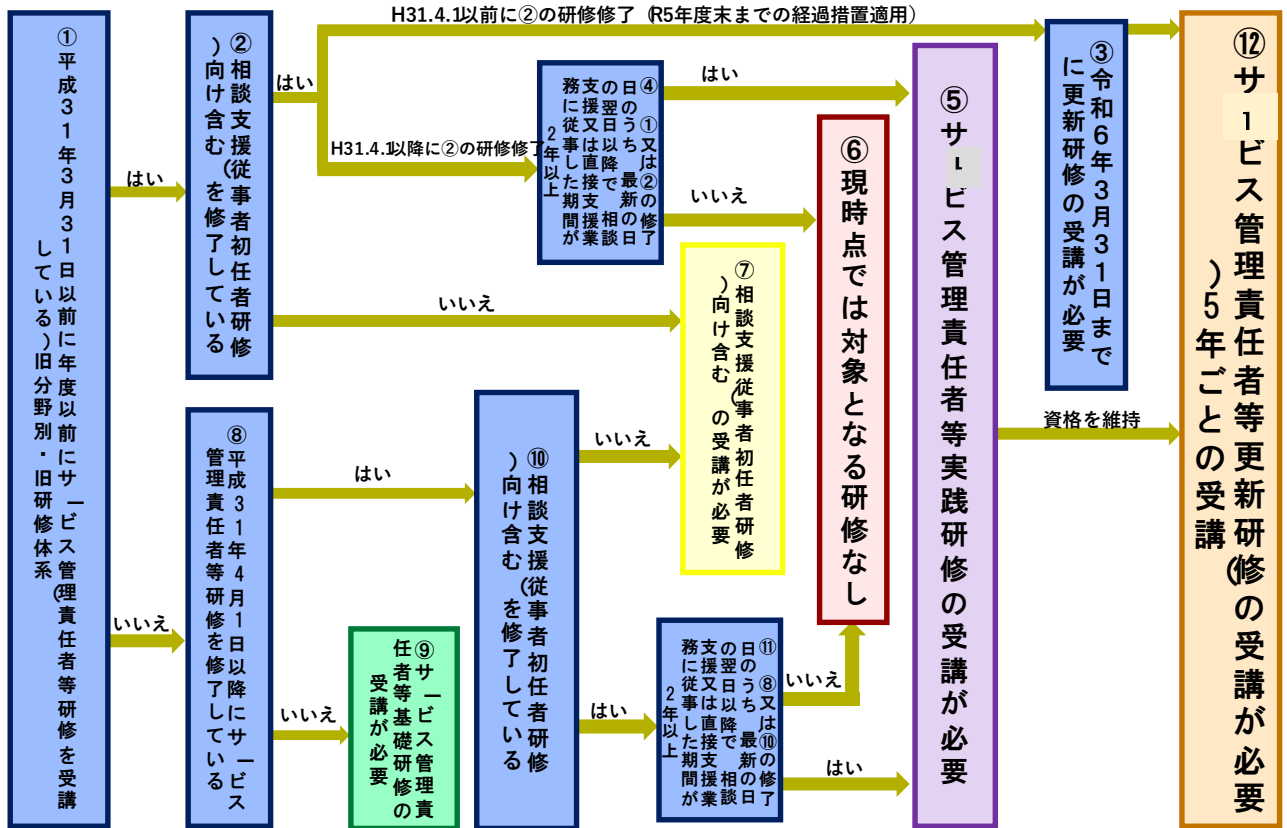 H31.4.1以前に②の研修修了（R5年度末までの経過措置適用）
①平成31年3月31日以前に年度以前にサービス管理責任者等研修を受講
している）旧分野別・旧研修体系(
はい
いいえ
②相談支援従事者初任者研修
）向け含む(を修了している
はい
H31.4.1以降に②の研修修了
いいえ
③令和6年3月31日まで
に更新研修の受講が必要
④ ①又は②の修了
日のうち 最新の日
の翌日以降で 相談
支援又は直接支援業
務に従事した期間が
2年以上
はい
いいえ
⑤サービス管理責任者等実践研修の受講が必要
資格を維持
⑥現時点では対象となる研修なし
⑦相談支援従事者初任者研修
）向け含む(の受講が必要
⑧平成31年4月1日以降にサービス
管理責任者等研修を修了している
はい
いいえ
⑨サービス管理責
任者等基礎研修の
受講が必要
⑩相談支援従事者初任者研修
）向け含む(を修了している
いいえ
はい
⑪ ⑧又は⑩の修了
日のうち 最新の日
の翌日以降で 相談
支援又は直接支援業
務に従事した期間が
2年以上
いいえ
はい
⑫サービス管理責任者等更新研修の受講が必要
）5年ごとの受講(